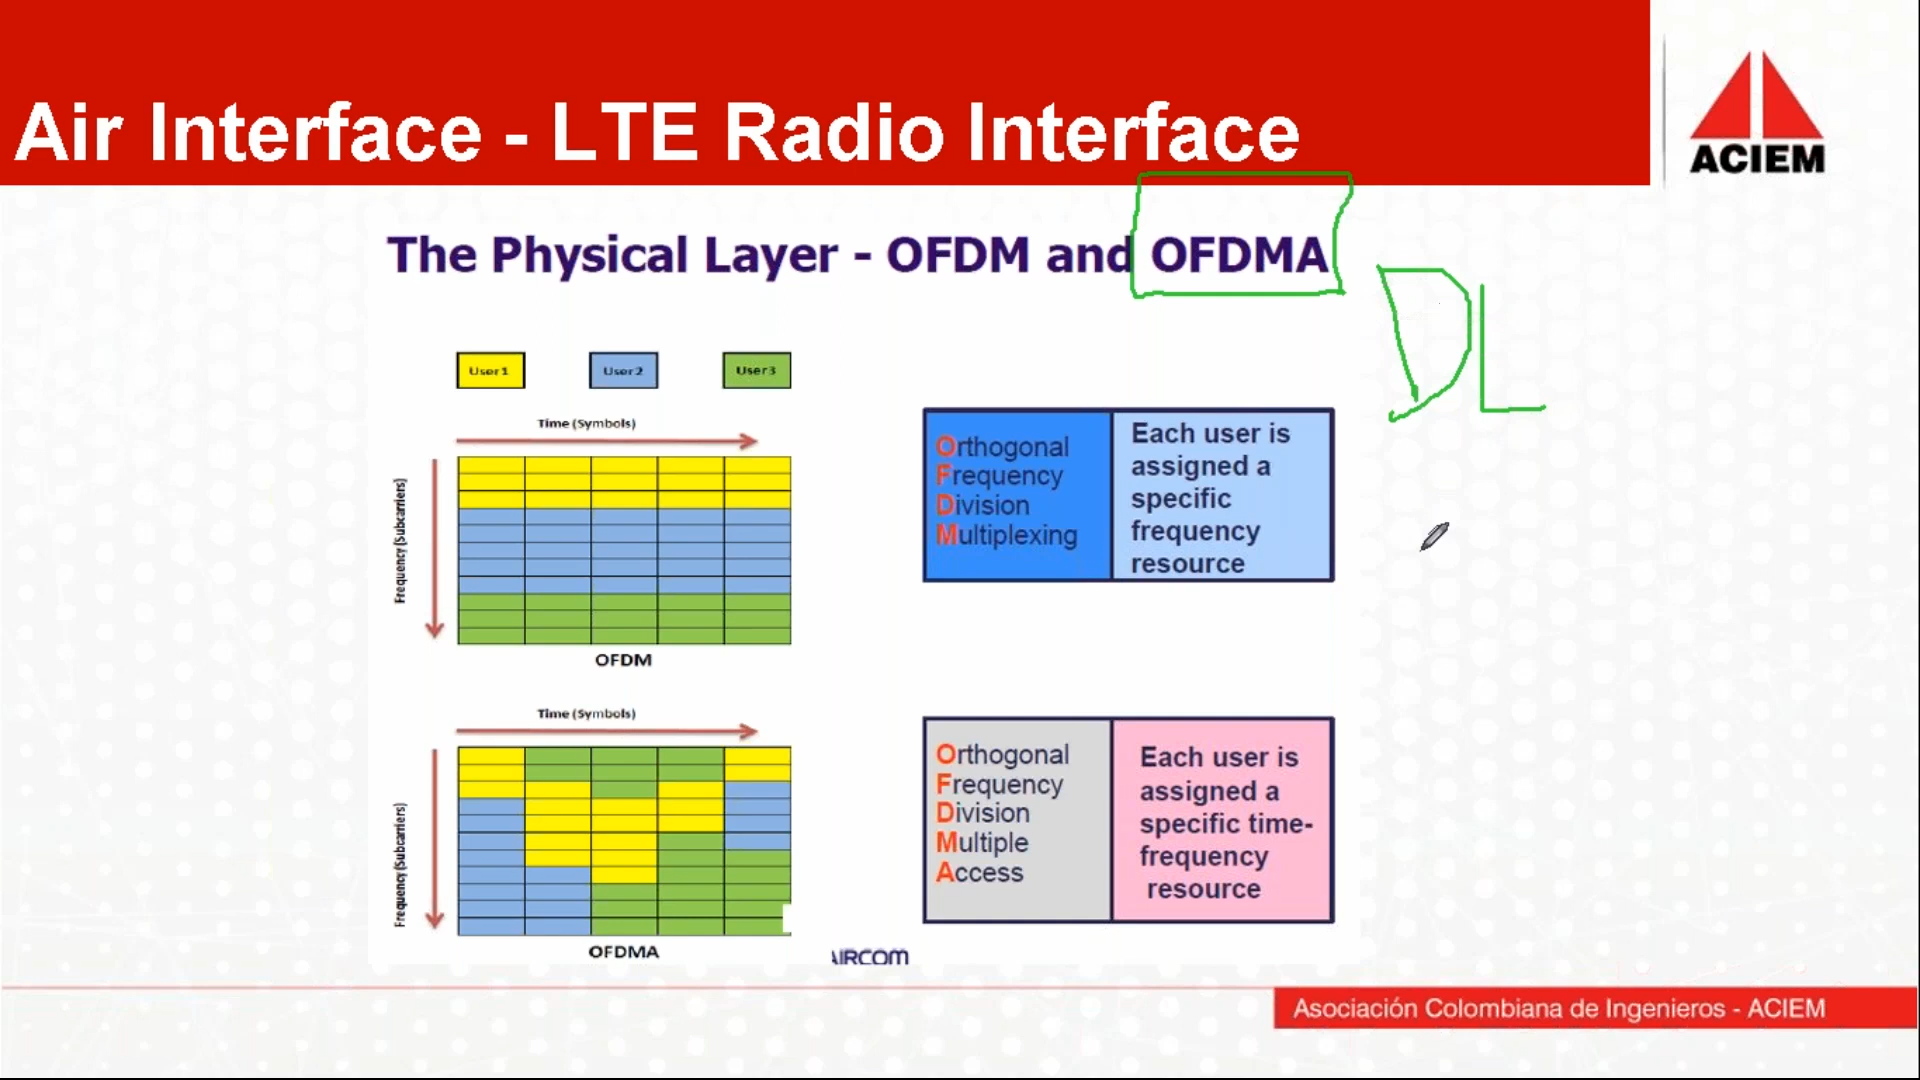 Air Interface - LTE Radio Interface
ACIEM
The Physical Layer - OFDM and OFDMA
DL
User1 User2 User3
Time (Symbols)
Frequency (Subcarriers)
OFDM
Orthogonal
Frequency
Division
Multiplexing
Each user is
assigned a
specific
frequency
resource
Time (Symbols)
Frequency (Subcarriers)
OFDMA
Orthogonal
Frequency
Division
Multiple
Access
Each user is
assigned a
specific time-
frequency
resource
AIRCOM
Asociación Colombiana de Ingenieros - ACIEM